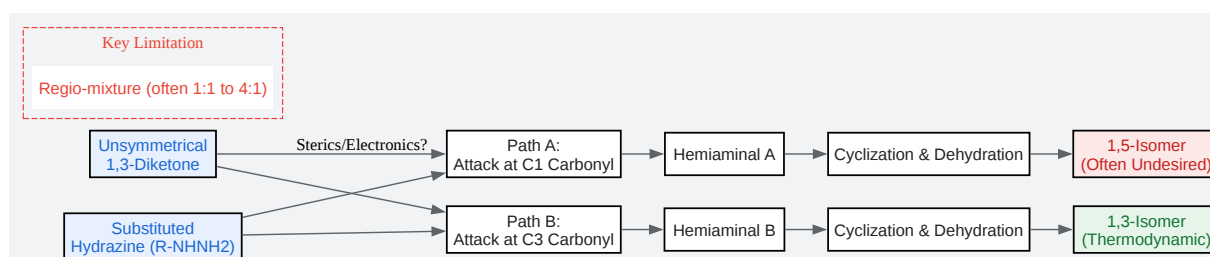 Key Limitation
Regio-mixture (often 1:1 to 4:1)
Unsymmetrical
1,3-Diketone
Sterics/Electronics?
Path A:
Attack at C1 Carbonyl
Hemiaminal A
Cyclization & Dehydration
1,5-Isomer
(Often Undesired)
Substituted
Hydrazine (R-NHNH2)
Path B:
Attack at C3 Carbonyl
Hemiaminal B
Cyclization & Dehydration
1,3-Isomer
(Thermodynamic)